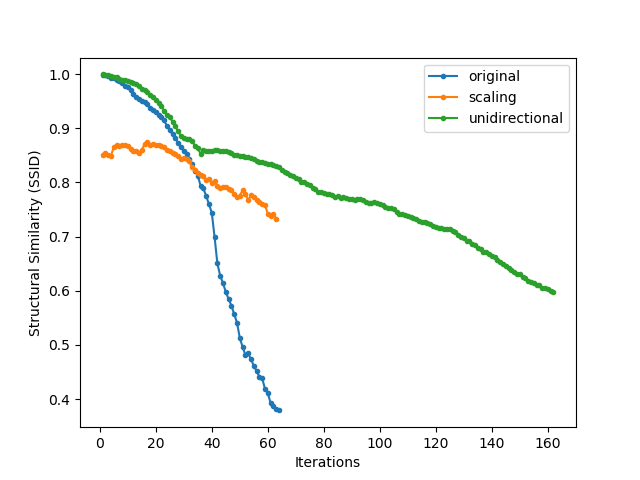 original
scaling
unidirectional
1.0
0.9
0.8
0.7
0.6
0.5
0.4
Structural Similarity (SSID)
0 20 40 60 80 100 120 140 160
Iterations